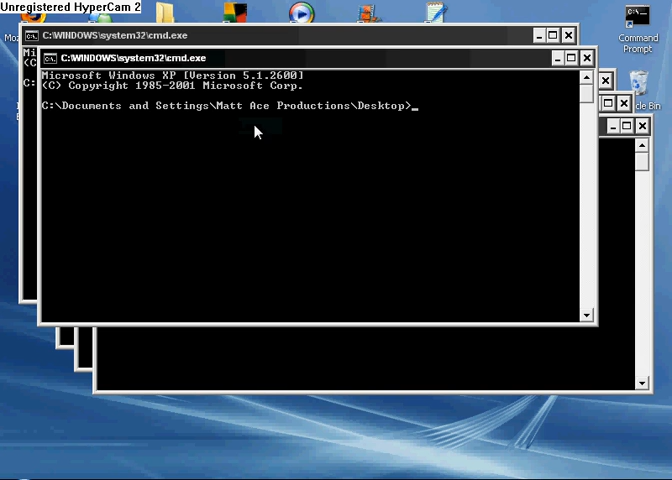 Unregistered HyperCam 2
C:\WINDOWS\system32\cmd.exe
C:\WINDOWS\system32\cmd.exe
Microsoft Windows XP [Version 5.1.2600]
(C) Copyright 1985-2001 Microsoft Corp.
C:\Documents and Settings\Matt Ace Productions\Desktop>_
Command
Prompt